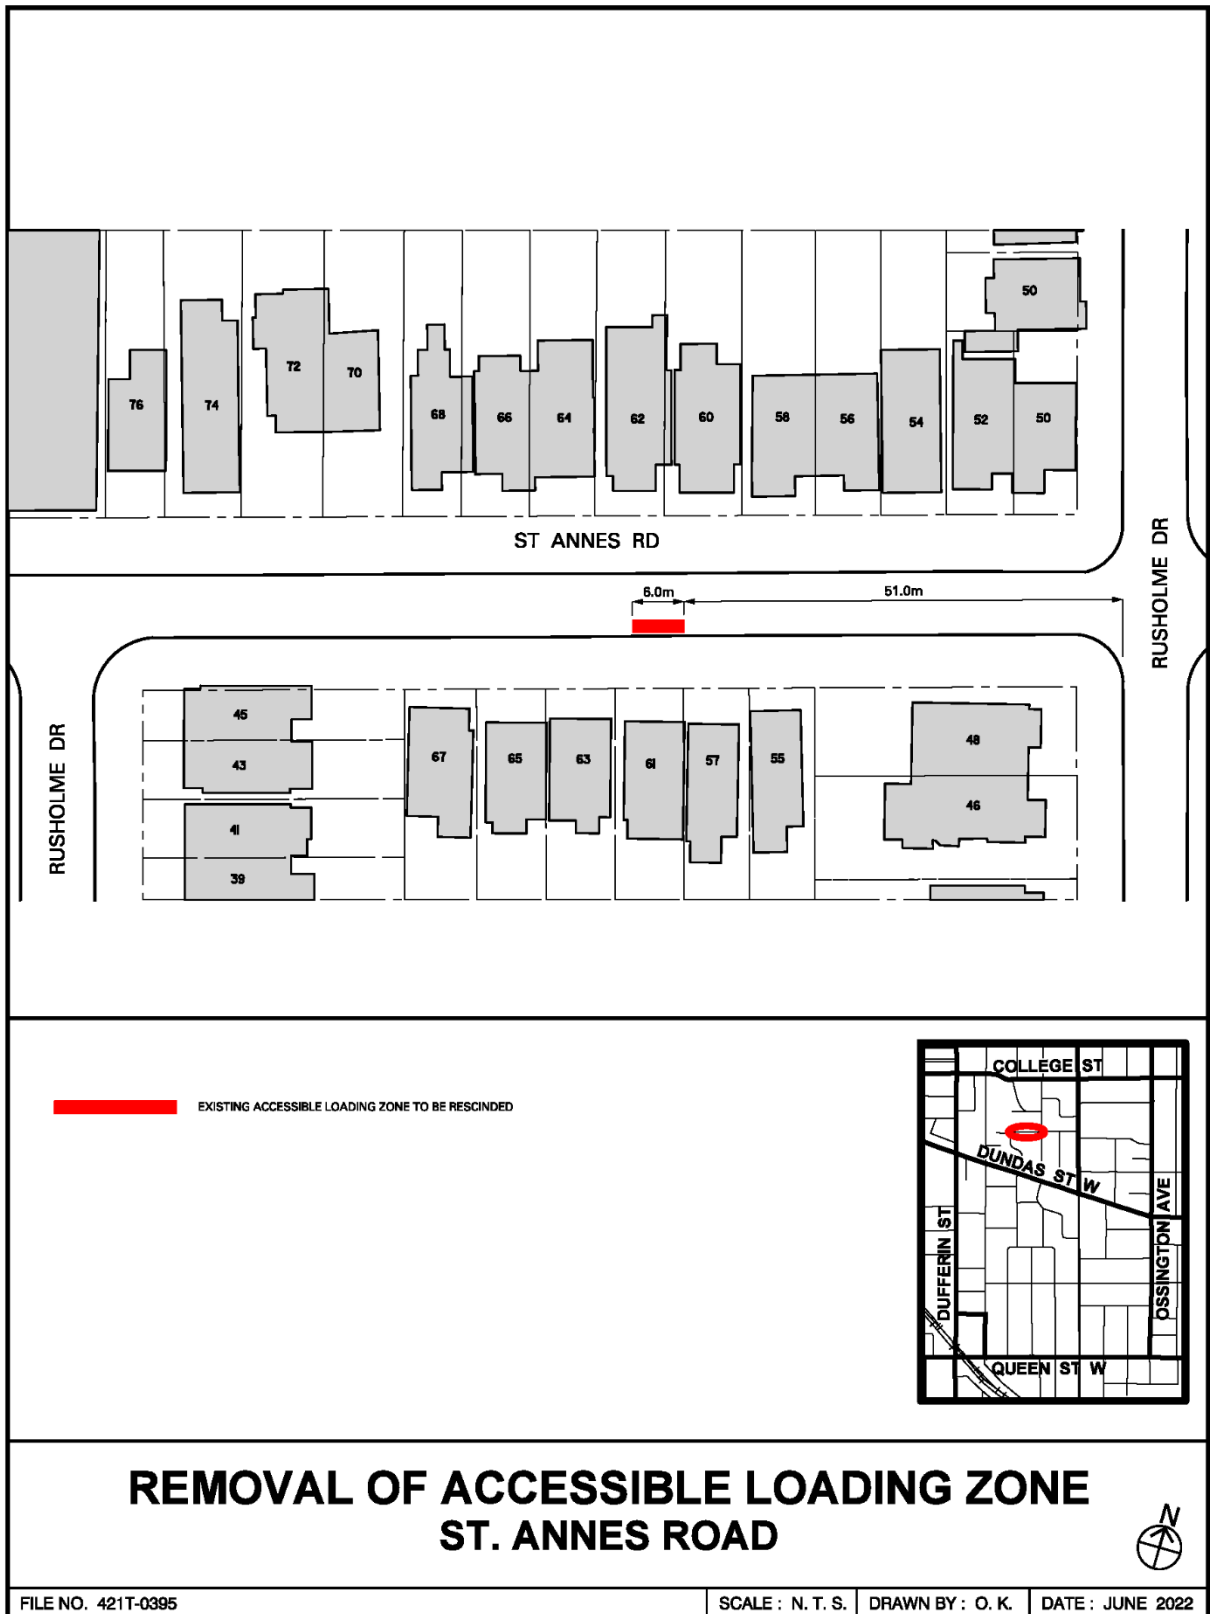 50
76
74
72
70
68
66
64
62
60
58
56
54
52
50
ST ANNES RD
RUSHOLME DR
6.0m
51.0m
RUSHOLME DR
45
43
41
39
67
65
63
61
57
55
48
46
EXISTING ACCESSIBLE LOADING ZONE TO BE RESCINDED
COLLEGE ST
DUNDAS ST W
DUFFERIN ST
OSSINGTON AVE
QUEEN ST W
REMOVAL OF ACCESSIBLE LOADING ZONE
ST. ANNES ROAD
N
FILE NO. 421T-0395
SCALE : N. T. S.
DRAWN BY : O. K.
DATE : JUNE 2022